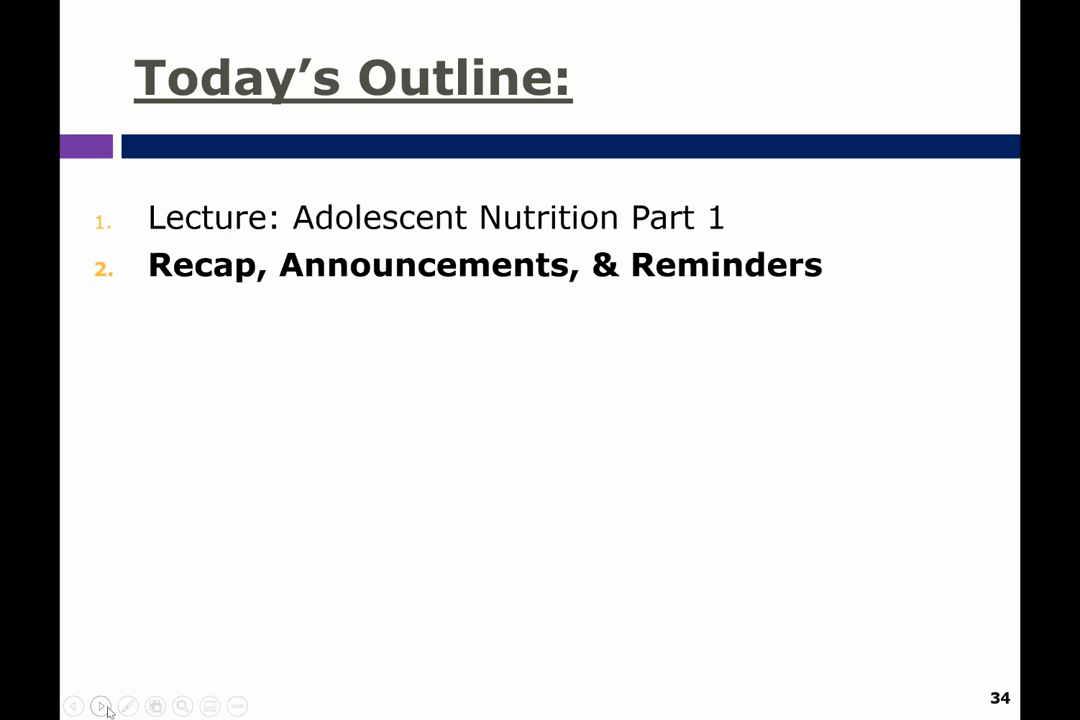 Today’s Outline:
1. Lecture: Adolescent Nutrition Part 1
2. Recap, Announcements, & Reminders
34